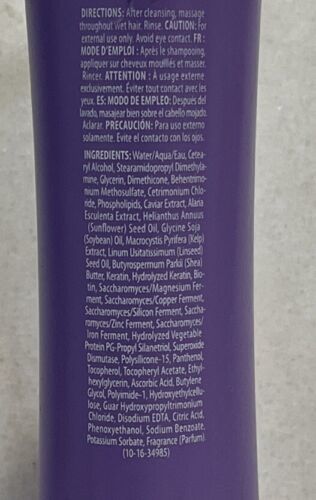 DIRECTIONS: After cleansing, massage
throughout wet hair. Rinse. CAUTION: For
external use only. Avoid eye contact. FR :
MODE D'EMPLOI : Après le shampooing,
appliquer sur cheveux mouillés et masser.
Rincer. ATTENTION : À usage externe
exclusivement. Éviter tout contact avec les
yeux. ES: MODO DE EMPLEO: Después del
lavado, masajear bien sobre el cabello mojado.
Aclarar. PRECAUCIÓN: Para uso externo
solamente. Evite el contacto con los ojos.
INGREDIENTS: Water/Aqua/Eau, Cetea-
ryl Alcohol, Stearamidopropyl Dimethyla-
mine, Glycerin, Dimethicone, Behentrimo-
nium Methosulfate, Cetrimonium Chlo-
ride, Phospholipids, Caviar Extract, Alaria
Esculenta Extract, Helianthus Annuus
(Sunflower) Seed Oil, Glycine Soja
(Soybean) Oil, Macrocystis Pyrifera (Kelp)
Extract, Linum Usitatissimum (Linseed)
Seed Oil, Butyrospermum Parkii (Shea)
Butter, Keratin, Hydrolyzed Keratin, Bio-
tin, Saccharomyces/Magnesium Fer-
ment, Saccharomyces/Copper Ferment,
Saccharomyces/Silicon Ferment, Saccha-
romyces/Zinc Ferment, Saccharomyces/
Iron Ferment, Hydrolyzed Vegetable
Protein PG-Propyl Silanetriol, Superoxide
Dismutase, Polysilicone-15, Panthenol,
Tocopherol, Tocopheryl Acetate, Ethyl-
hexylglycerin, Ascorbic Acid, Butylene
Glycol, Polyimide-1, Hydroxyethylcellu-
lose, Guar Hydroxypropyltrimonium
Chloride, Disodium EDTA, Citric Acid,
Phenoxyethanol, Sodium Benzoate,
Potassium Sorbate, Fragrance (Parfum)
(10-16-34985)